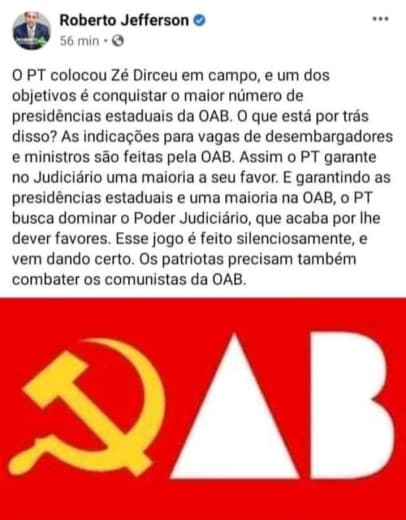 Roberto Jefferson
56 min •
O PT colocou Zé Dirceu em campo, e um dos
objetivos é conquistar o maior número de
presidências estaduais da OAB. O que está por trás
disso? As indicações para vagas de desembargadores
e ministros são feitas pela OAB. Assim o PT garante
no Judiciário uma maioria a seu favor. E garantindo as
presidências estaduais e uma maioria na OAB, o PT
busca dominar o Poder Judiciário, que acaba por lhe
dever favores. Esse jogo é feito silenciosamente, e
vem dando certo. Os patriotas precisam também
combater os comunistas da OAB.
AB